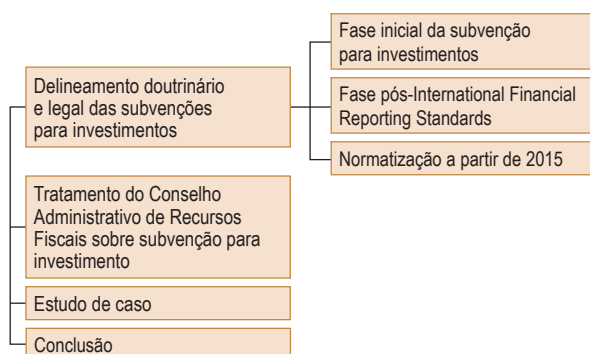 Delineamento doutrinário
e legal das subvenções
para investimentos
Fase inicial da subvenção
para investimentos
Fase pós-International Financial
Reporting Standards
Normatização a partir de 2015
Tratamento do Conselho
Administrativo de Recursos
Fiscais sobre subvenção para
investimento
Estudo de caso
Conclusão